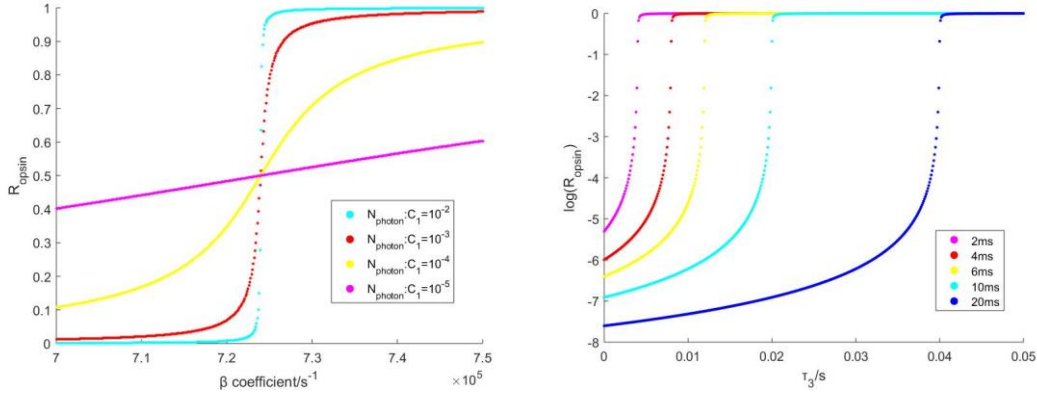 1
0.9
0.8
0.7
0.6
0.5
0.4
0.3
0.2
0.1
0
R_opsin
N_photon:C_1=10^-2
N_photon:C_1=10^-3
N_photon:C_1=10^-4
N_photon:C_1=10^-5
7 7.1 7.2 7.3 7.4 7.5
β coefficient/s^-1
×10^5
0
-1
-2
-3
-4
-5
-6
-7
-8
log(R_opsin)
2ms
4ms
6ms
10ms
20ms
0 0.01 0.02 0.03 0.04 0.05
τ_3/s